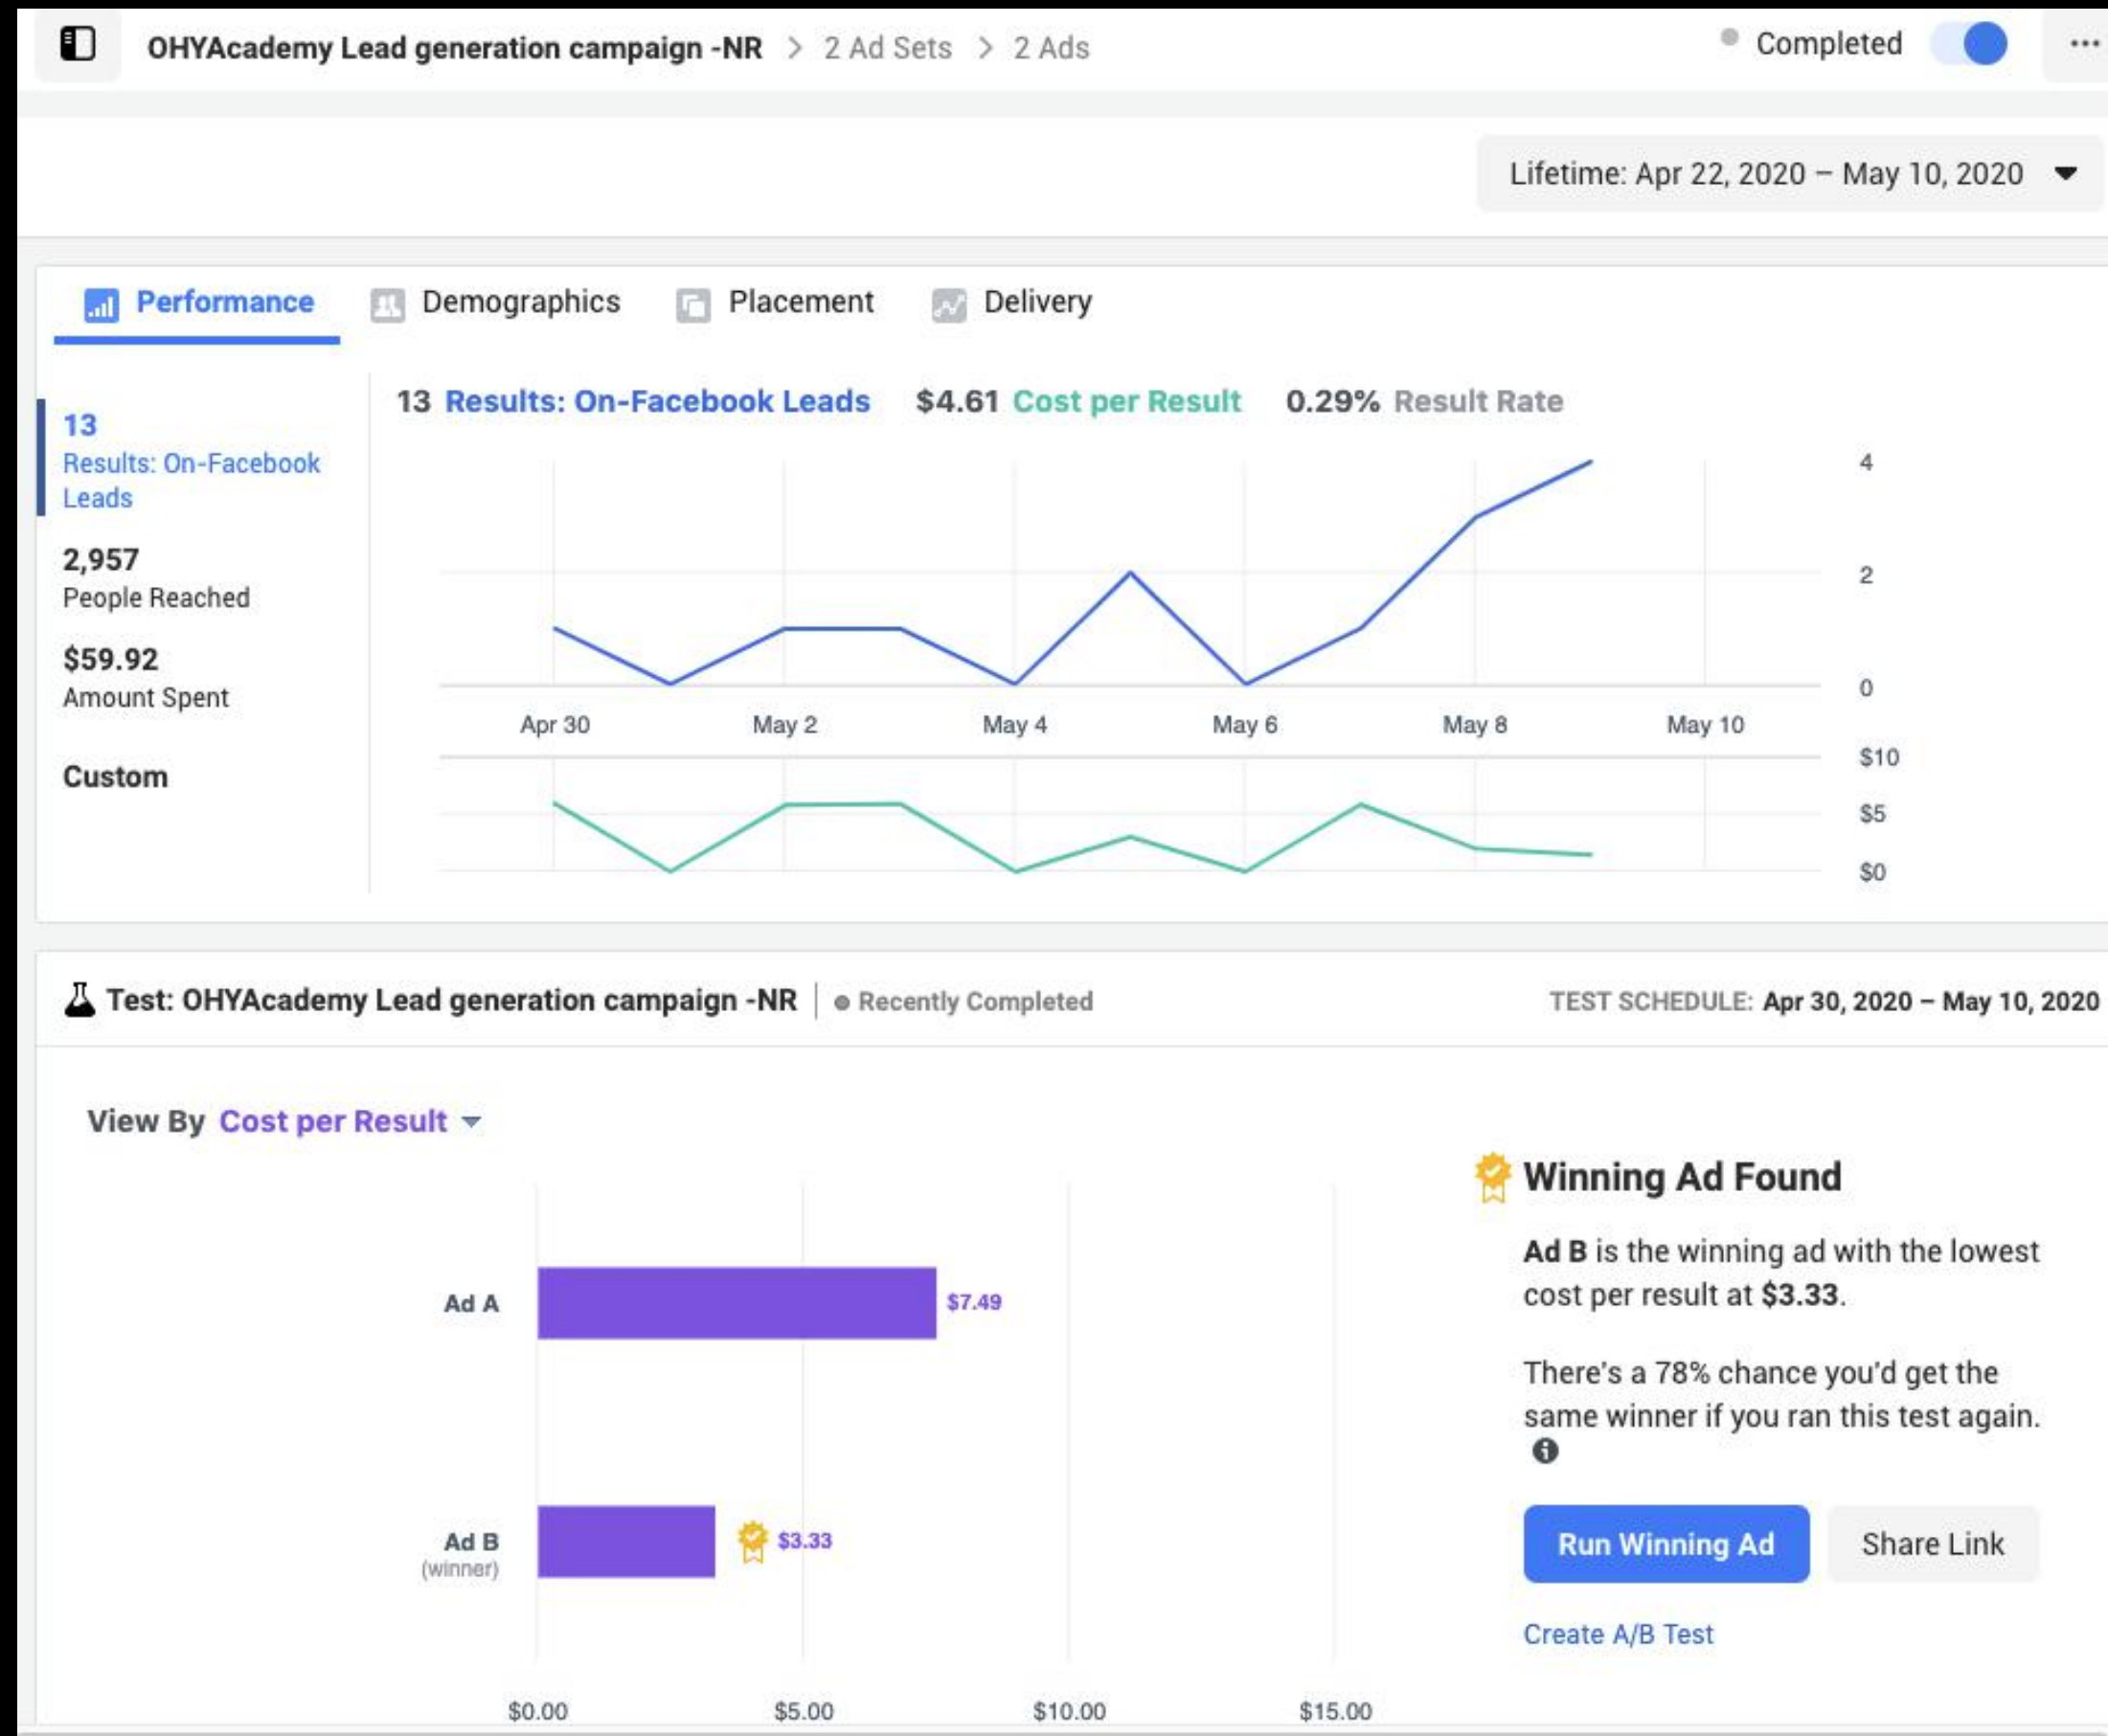 OHYAcademy Lead generation campaign -NR > 2 Ad Sets > 2 Ads
Completed
Lifetime: Apr 22, 2020 – May 10, 2020
Performance
Demographics
Placement
Delivery
13
Results: On-Facebook
Leads
2,957
People Reached
$59.92
Amount Spent
Custom
13 Results: On-Facebook Leads $4.61 Cost per Result 0.29% Result Rate
4
2
0
Apr 30 May 2 May 4 May 6 May 8 May 10
$10
$5
$0
Test: OHYAcademy Lead generation campaign -NR
Recently Completed
TEST SCHEDULE: Apr 30, 2020 – May 10, 2020
View By Cost per Result
Ad A
$7.49
Ad B
(winner)
$3.33
$0.00 $5.00 $10.00 $15.00
Winning Ad Found
Ad B is the winning ad with the lowest
cost per result at $3.33.
There's a 78% chance you'd get the
same winner if you ran this test again.
Run Winning Ad
Share Link
Create A/B Test